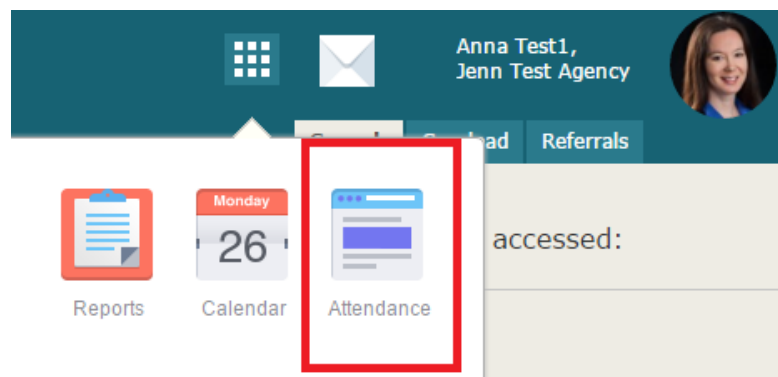 Anna Test1,
Jenn Test Agency
Referrals
Monday
26
accessed:
Reports
Calendar
Attendance